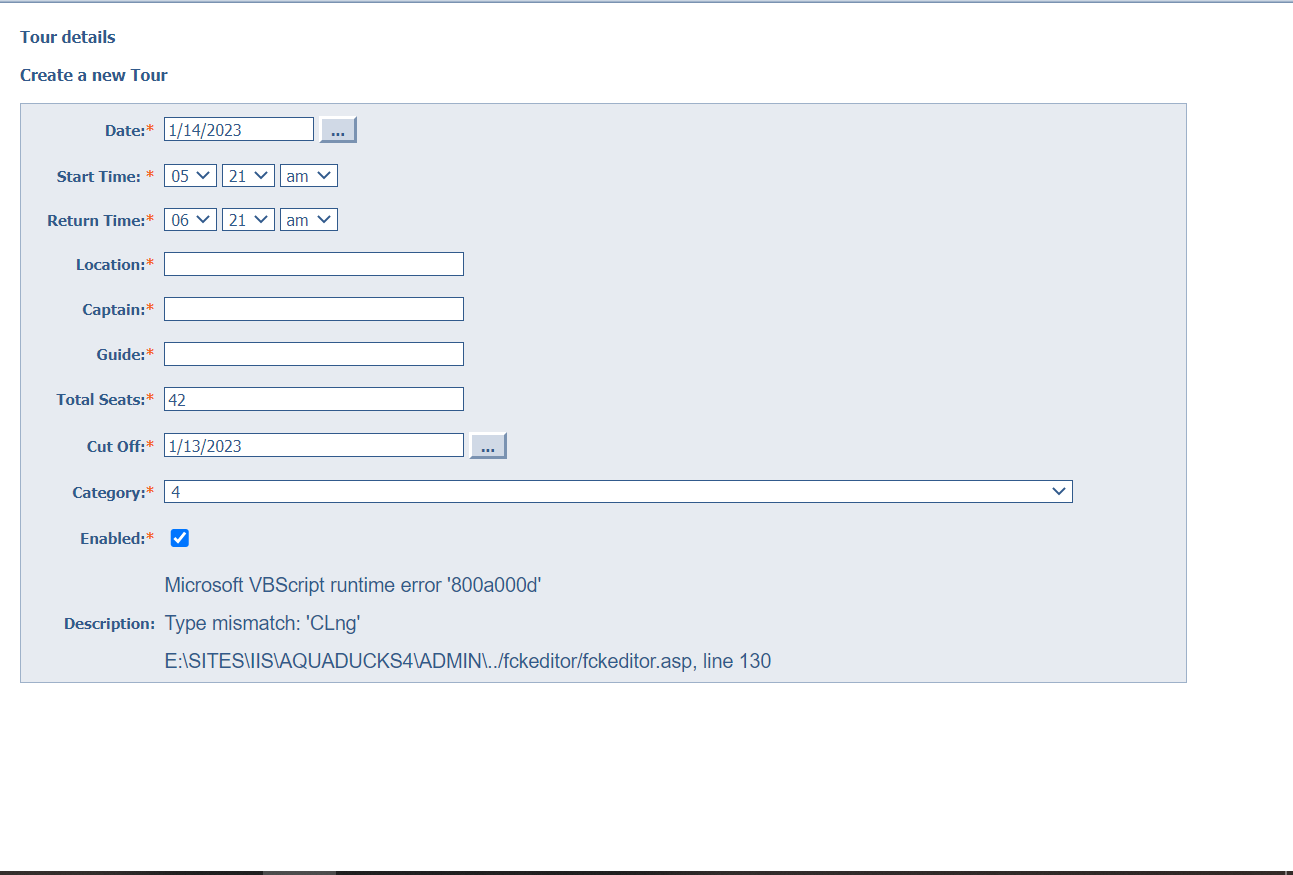 Tour details
Create a new Tour
Date:* 1/14/2023 ...
Start Time: * 05 21 am
Return Time:* 06 21 am
Location:*
Captain:*
Guide:*
Total Seats:* 42
Cut Off:* 1/13/2023 ...
Category:* 4
Enabled:*
Microsoft VBScript runtime error '800a000d'
Description: Type mismatch: 'CLng'
E:\SITES\IIS\AQUADUCKS4\ADMIN\../fckeditor/fckeditor.asp, line 130